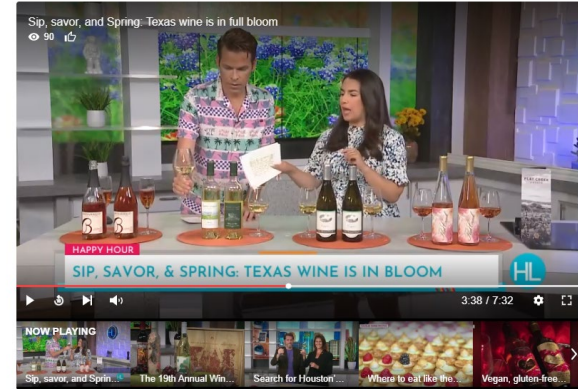 Sip, savor, and Spring: Texas wine is in full bloom
90
HAPPY HOUR
SIP, SAVOR, & SPRING: TEXAS WINE IS IN BLOOM
HL
3:38 / 7:32
NOW PLAYING
Sip, savor, and Sprin...
The 19th Annual Win...
Search for Houston'...
Where to eat like the...
Vegan, gluten-free...